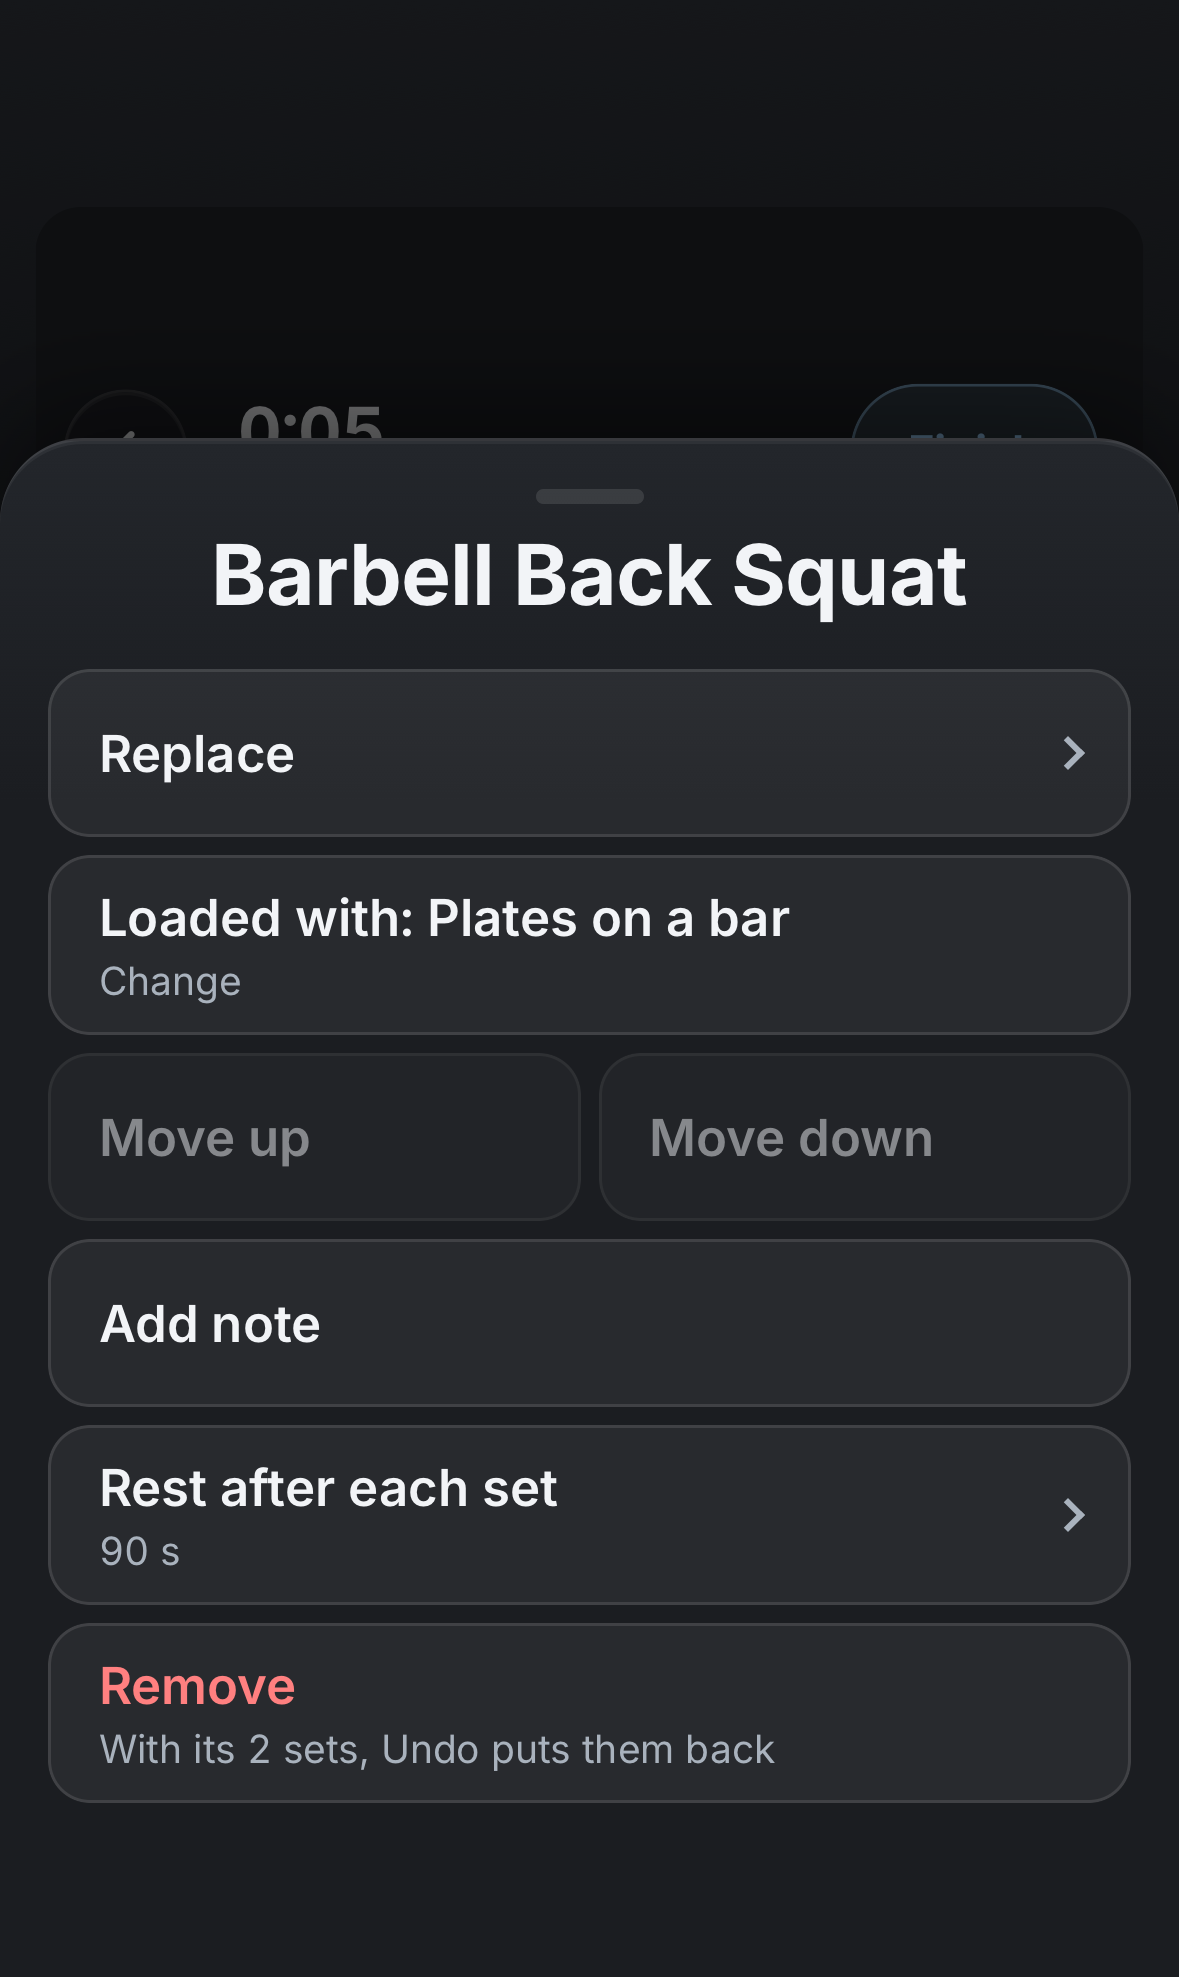 0:05
Barbell Back Squat
Replace
Loaded with: Plates on a bar
Change
Move up
Move down
Add note
Rest after each set
90 s
Remove
With its 2 sets, Undo puts them back